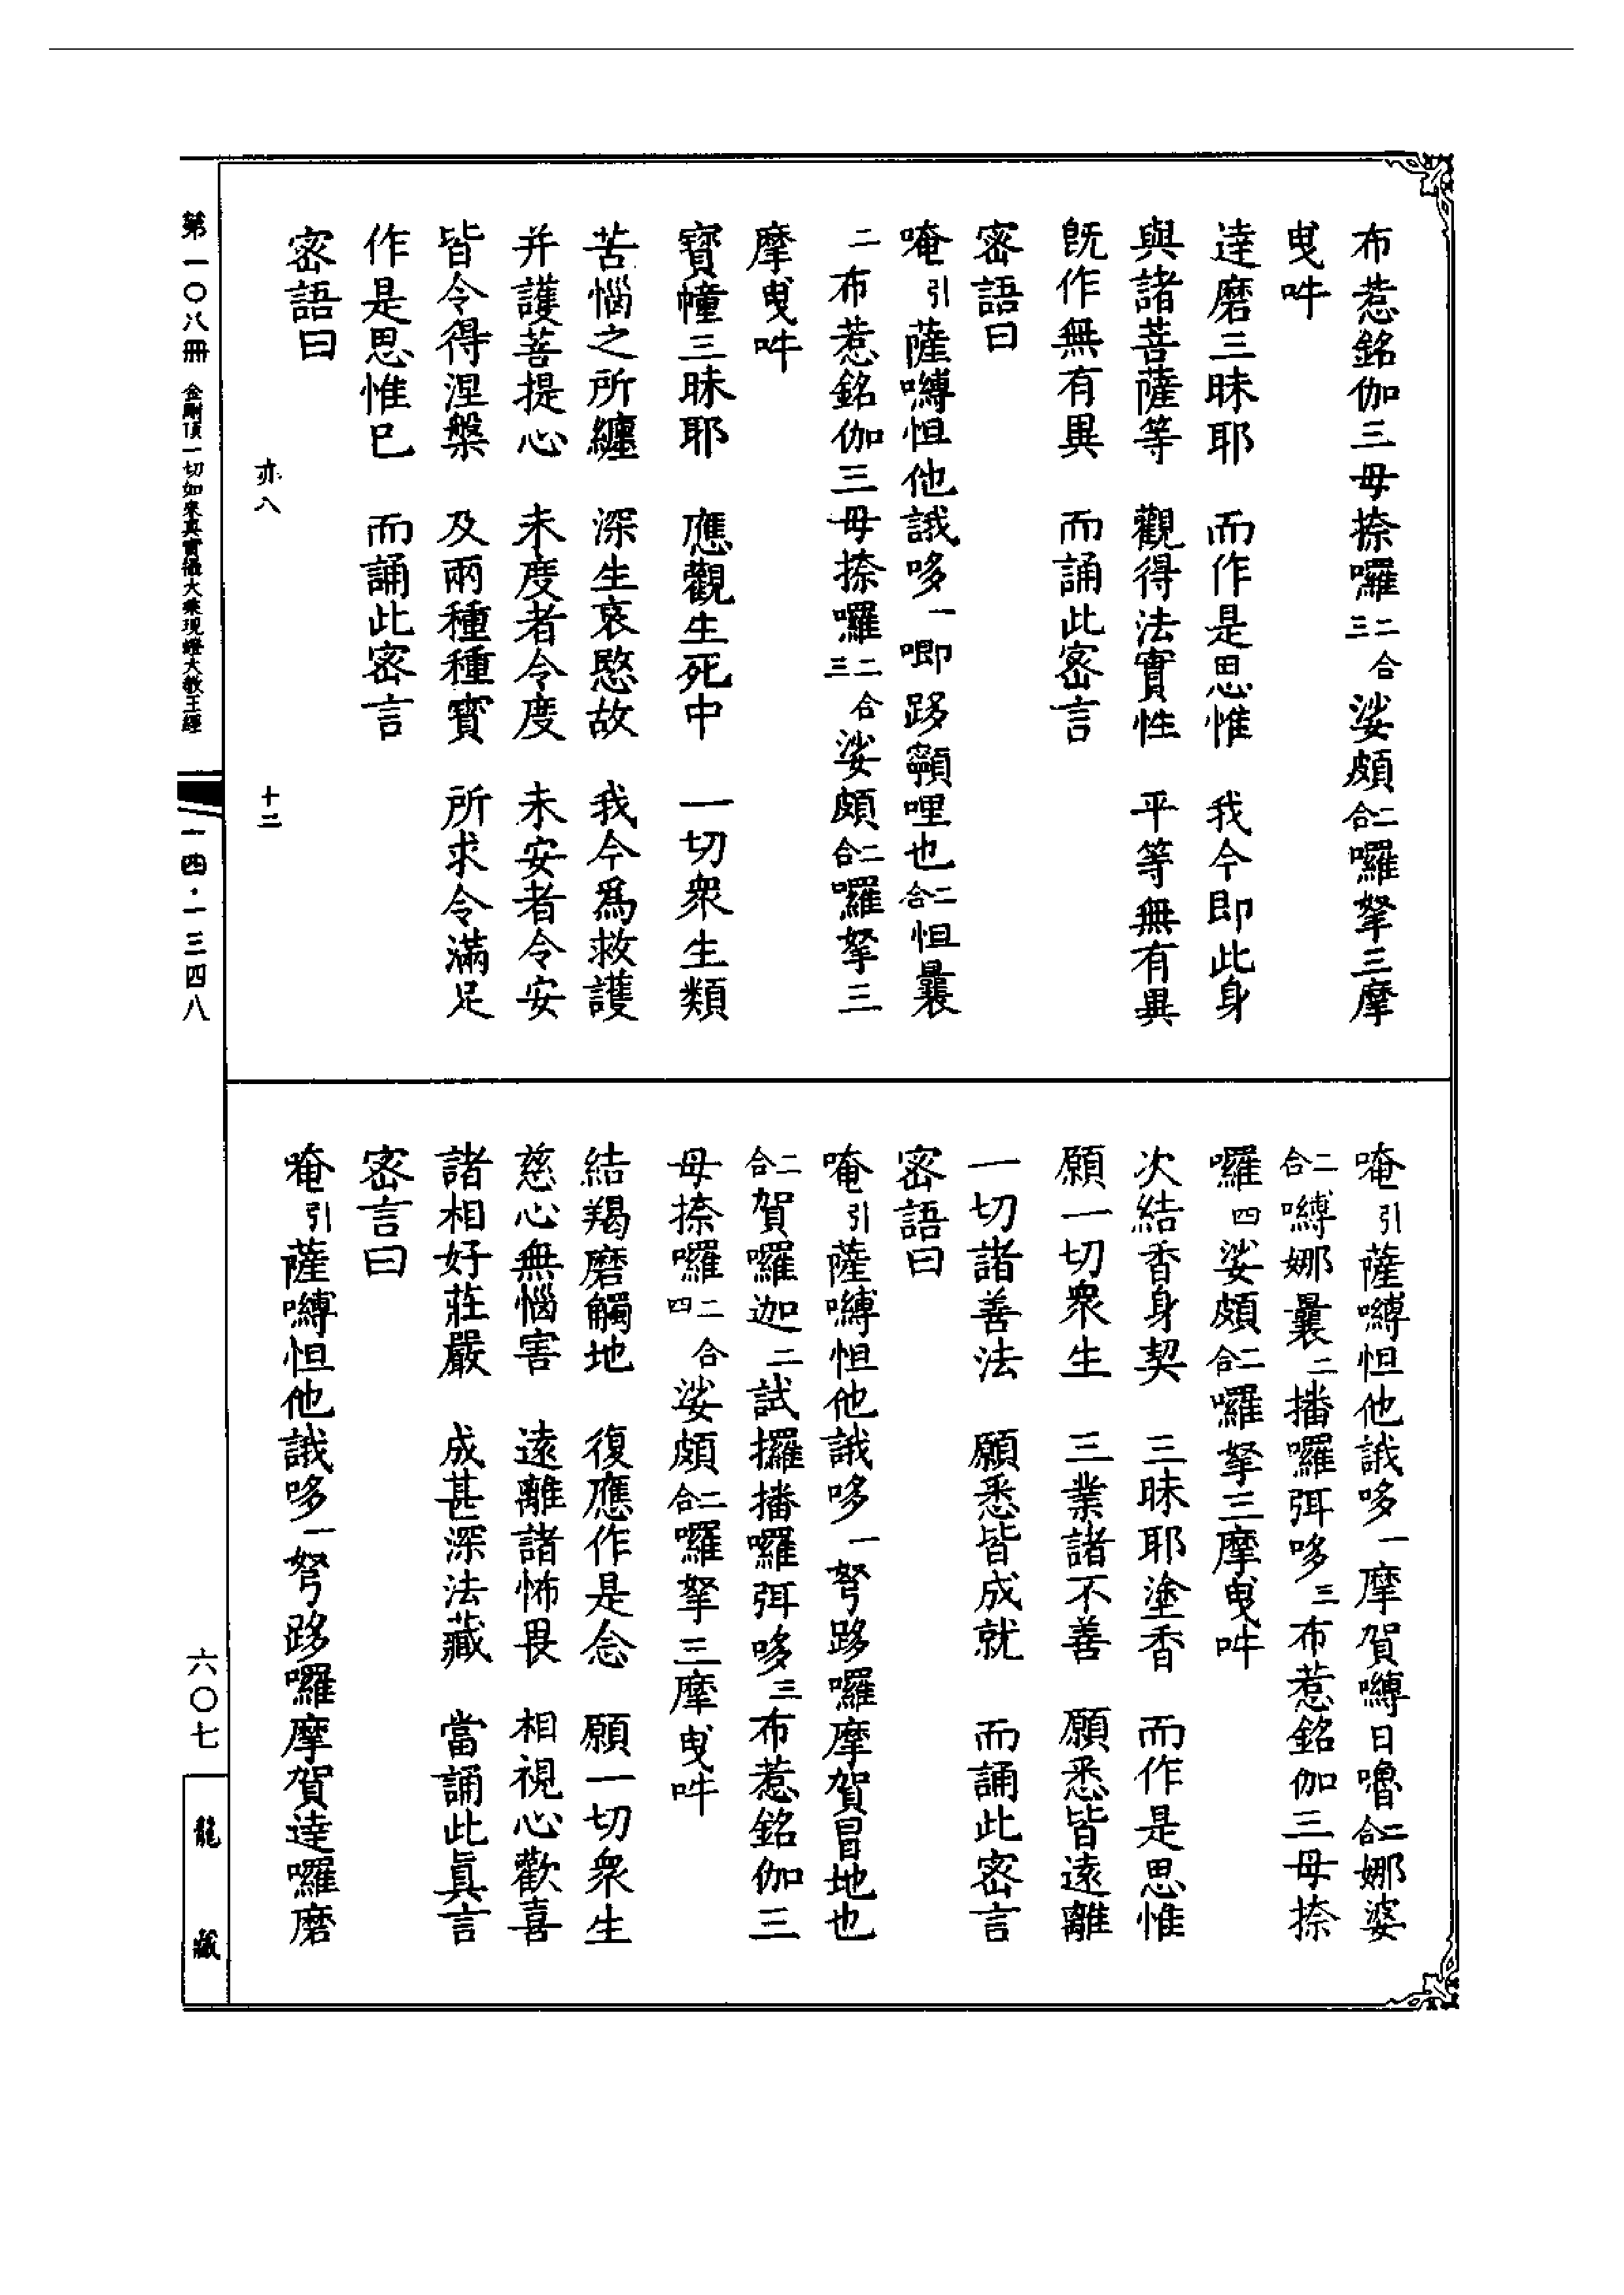 布惹銘伽三母捺囉二合三娑頗二合囉拏三摩
曳吽
達磨三昧耶　而作是思惟　我今即此身
與諸菩薩等　觀得法實性　平等無有異
既作無有異　而誦此密言
密語曰
唵引薩嚩怛他誐哆一唧跢
哩也二合怛曩
二布惹銘伽三母捺囉二合三娑頗二合囉拏三
摩曳吽
寶幢三昧耶　應觀生死中　一切衆生類
苦惱之所纏　深生哀愍故　我今爲救護
并護菩提心　未度者令度　未安者令安
皆令得涅槃　及雨種種寶　所求令滿足
作是思惟已　而誦此密言
密語曰
亦八　十二
唵引薩嚩怛他誐哆一摩賀嚩日嚕二合娜婆
二合嚩娜曩二播囉弭哆三布惹銘伽三母捺
囉四娑頗二合囉拏三摩曳吽
次結香身契　三昧耶塗香　而作是思惟
願一切衆生　三業諸不善　願悉皆遠離
一切諸善法　願悉皆成就　而誦此密言
密語曰
唵引薩嚩怛他誐哆一弩跢囉摩賀冒地也
二合賀囉迦二試攞播囉弭哆三布惹銘伽三
母捺囉二合四娑頗二合囉拏三摩曳吽
結羯磨觸地　復應作是念　願一切衆生
慈心無惱害　遠離諸怖畏　相視心歡喜
諸相好莊嚴　成甚深法藏　當誦此眞言
密言曰
唵引薩嚩怛他誐哆一弩跢囉摩賀達囉磨
第一〇八冊　金剛頂一切如來真實攝大乘現證大教王經
一四·一三四八
六〇七
龍藏